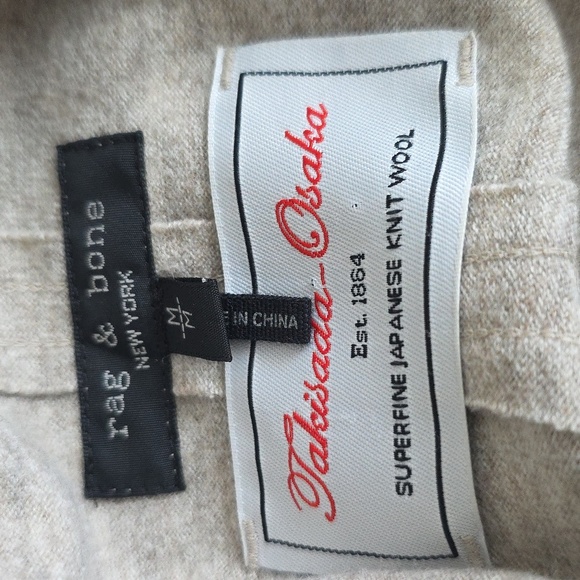 rag & bone
NEW YORK
M
M
E IN CHINA
Takisada-Osaka
Est. 1864
SUPERFINE JAPANESE KNIT WOOL